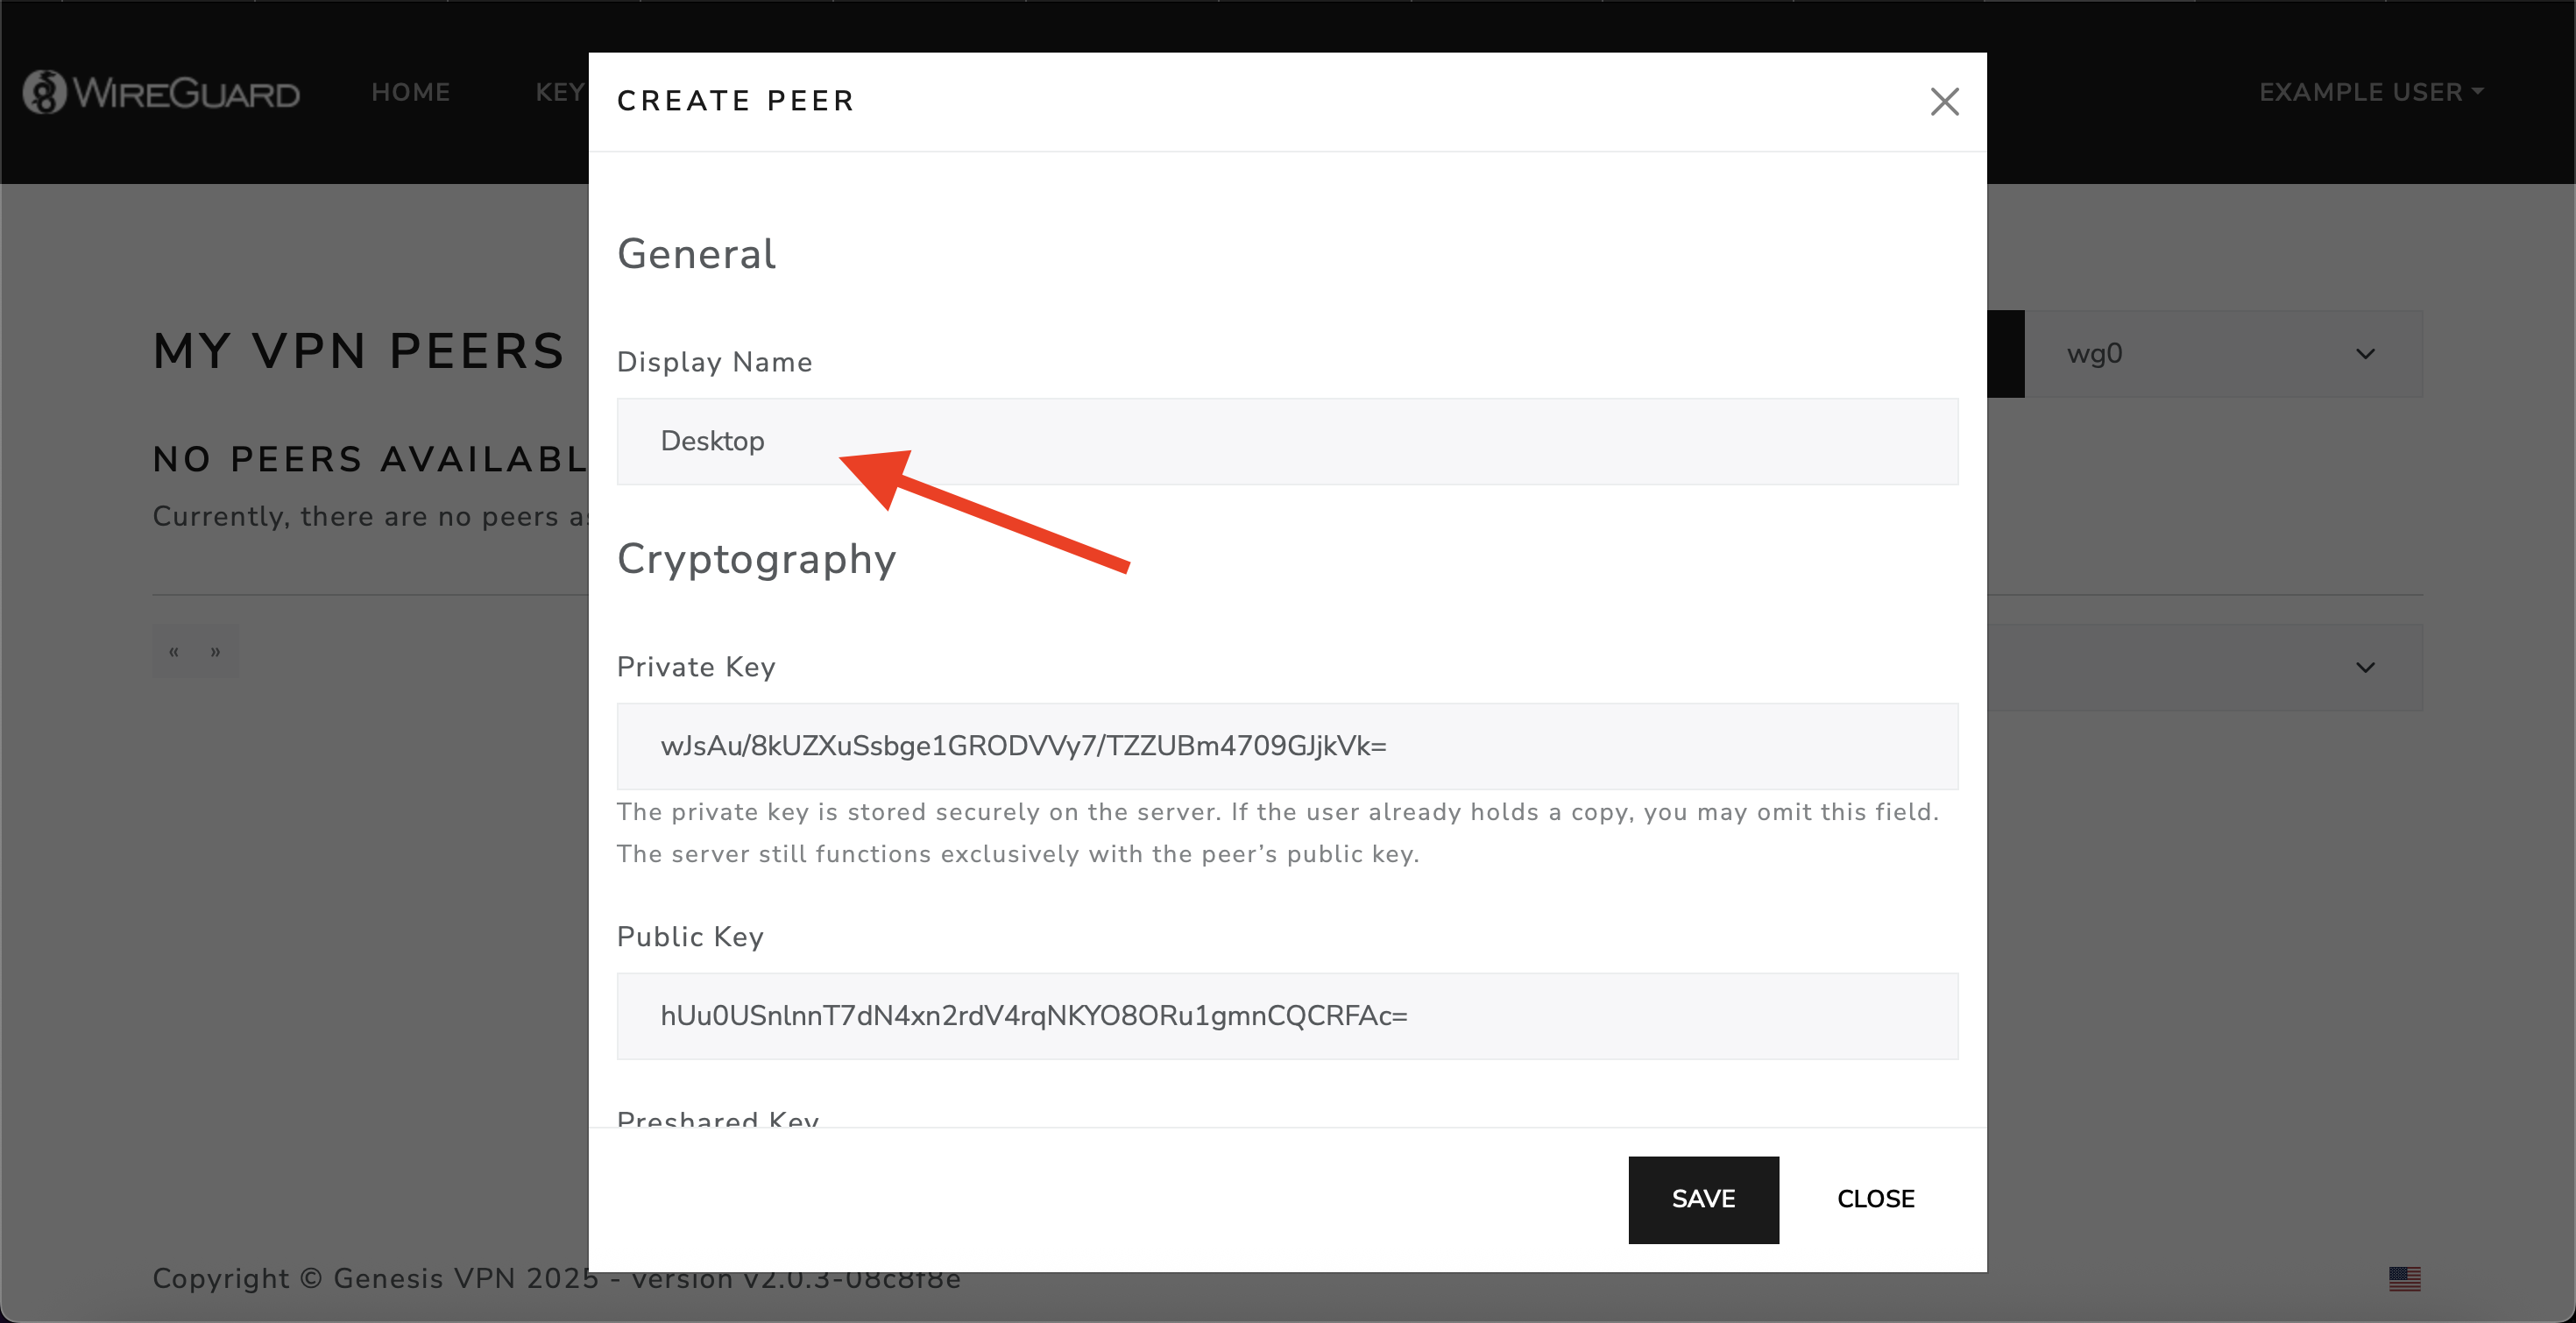 WireGuard
HOME
KEY
EXAMPLE USER
CREATE PEER
General
MY VPN PEERS
Display Name
wg0
Desktop
NO PEERS AVAILABL
Currently, there are no peers as
Cryptography
« »
Private Key
wJsAu/8kUZXuSsbge1GRODVVy7/TZZUBm4709GJjkVk=
The private key is stored securely on the server. If the user already holds a copy, you may omit this field.
The server still functions exclusively with the peer’s public key.
Public Key
hUu0USnlnnT7dN4xn2rdV4rqNKYO8ORu1gmnCQCRFAc=
Preshared Key
SAVE
CLOSE
Copyright © Genesis VPN 2025 - version v2.0.3-08c8f8e